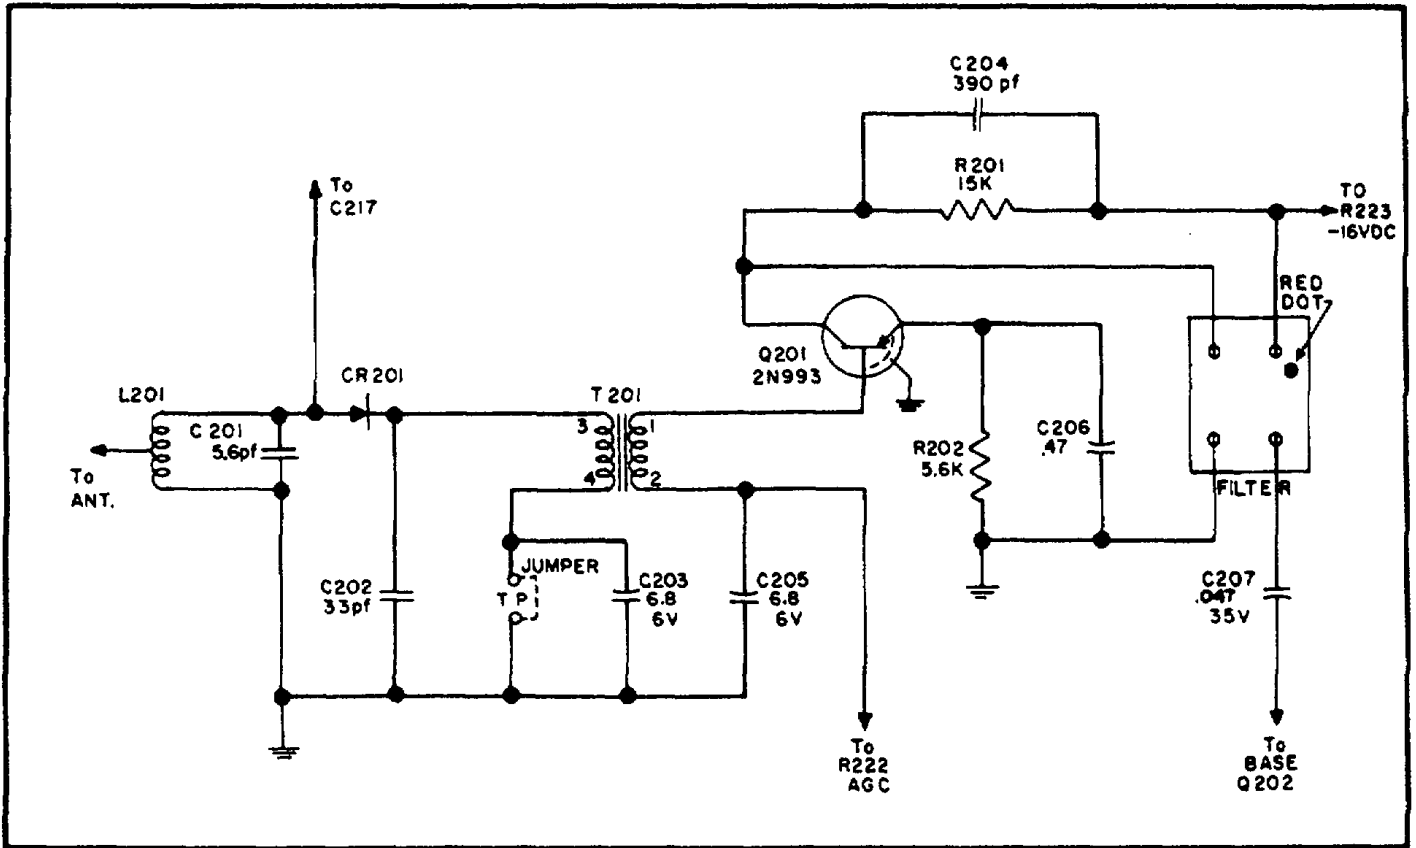 C204
390 pf
R201
15K
To
C217
TO
R223
-16VDC
RED
DOT
Q201
2N993
CR201
L201
T201
C201
5.6pf
3
1
4
2
To
ANT.
R202
5.6K
C206
.47
FILTER
JUMPER
T P
C202
33pf
C203
6.8
6V
C205
6.8
6V
C207
.047
35V
To
R222
AGC
To
BASE
Q202